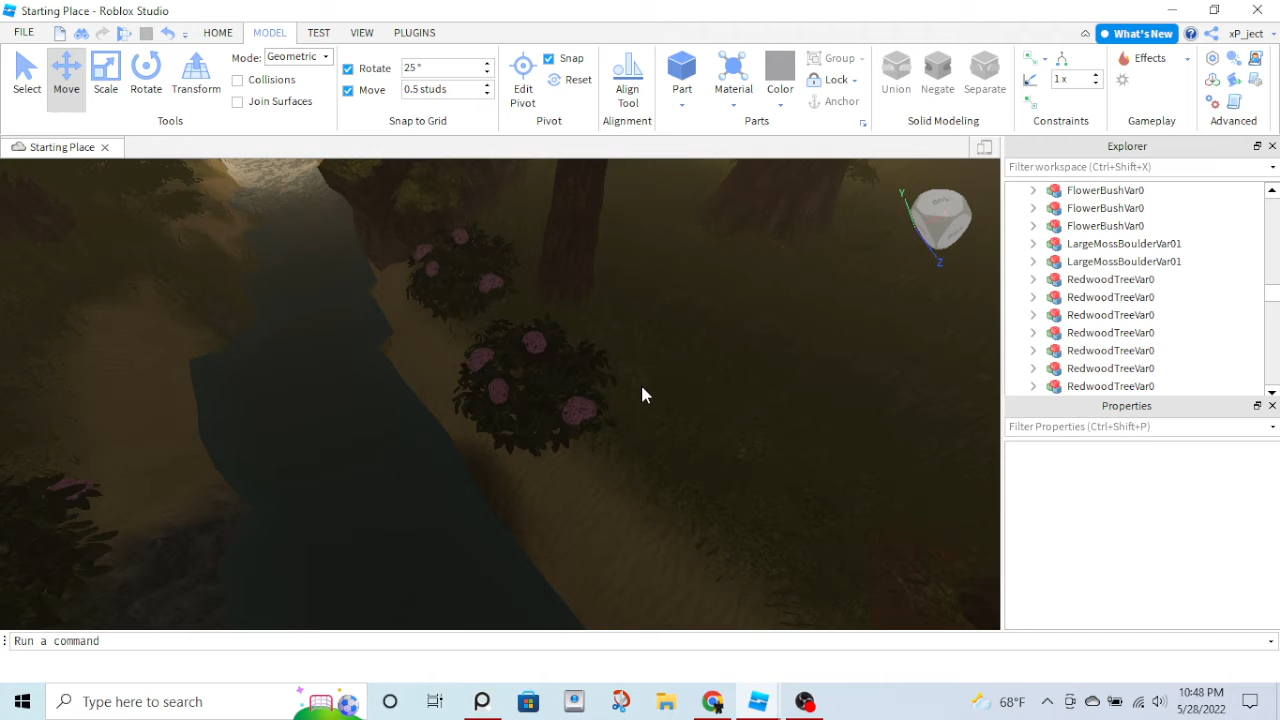 Starting Place - Roblox Studio
FILE
HOME
MODEL
TEST
VIEW
PLUGINS
What's New
xP_ject
Select
Move
Scale
Rotate
Transform
Mode:
Geometric
Collisions
Join Surfaces
Tools
Rotate
25°
Move
0.5 studs
Snap to Grid
Edit
Pivot
Snap
Reset
Pivot
Align
Tool
Alignment
Part
Material
Color
Group
Lock
Anchor
Parts
Union
Negate
Separate
Solid Modeling
1 x
Constraints
Effects
Gameplay
Advanced
Starting Place
Explorer
Filter workspace (Ctrl+Shift+X)
FlowerBushVar0
FlowerBushVar0
FlowerBushVar0
LargeMossBoulderVar01
LargeMossBoulderVar01
RedwoodTreeVar0
RedwoodTreeVar0
RedwoodTreeVar0
RedwoodTreeVar0
RedwoodTreeVar0
RedwoodTreeVar0
RedwoodTreeVar0
Properties
Filter Properties (Ctrl+Shift+P)
Y
Z
Run a command
Type here to search
68°F
10:48 PM
5/28/2022